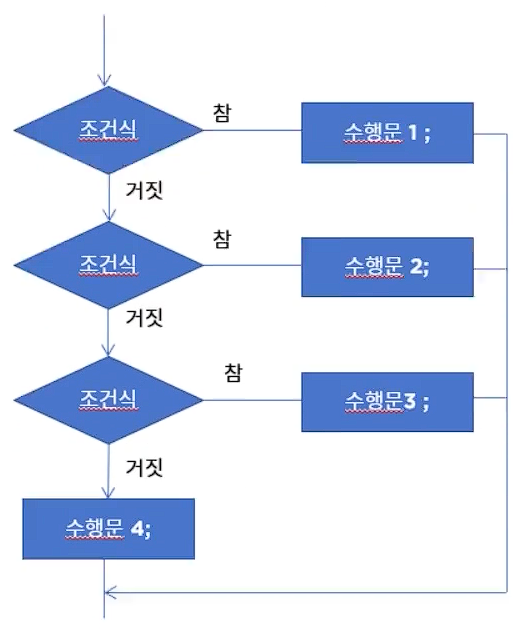 참
조건식
수행문 1 ;
거짓
참
조건식
수행문 2;
거짓
참
조건식
수행문3 ;
거짓
수행문 4;